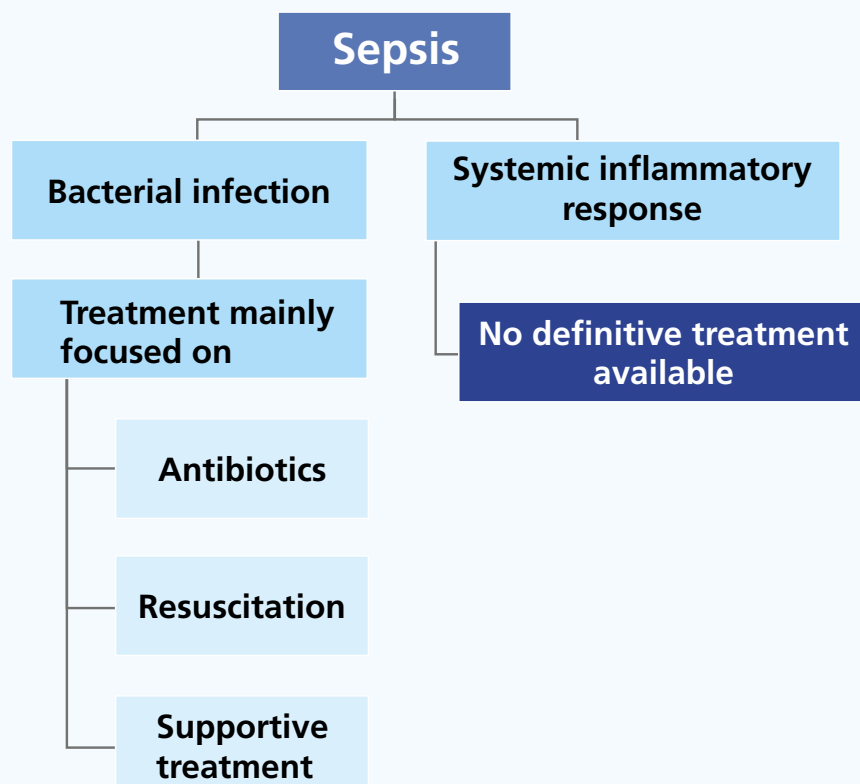 Sepsis
Bacterial infection
Systemic inflammatory
response
Treatment mainly
focused on
No definitive treatment
available
Antibiotics
Resuscitation
Supportive
treatment